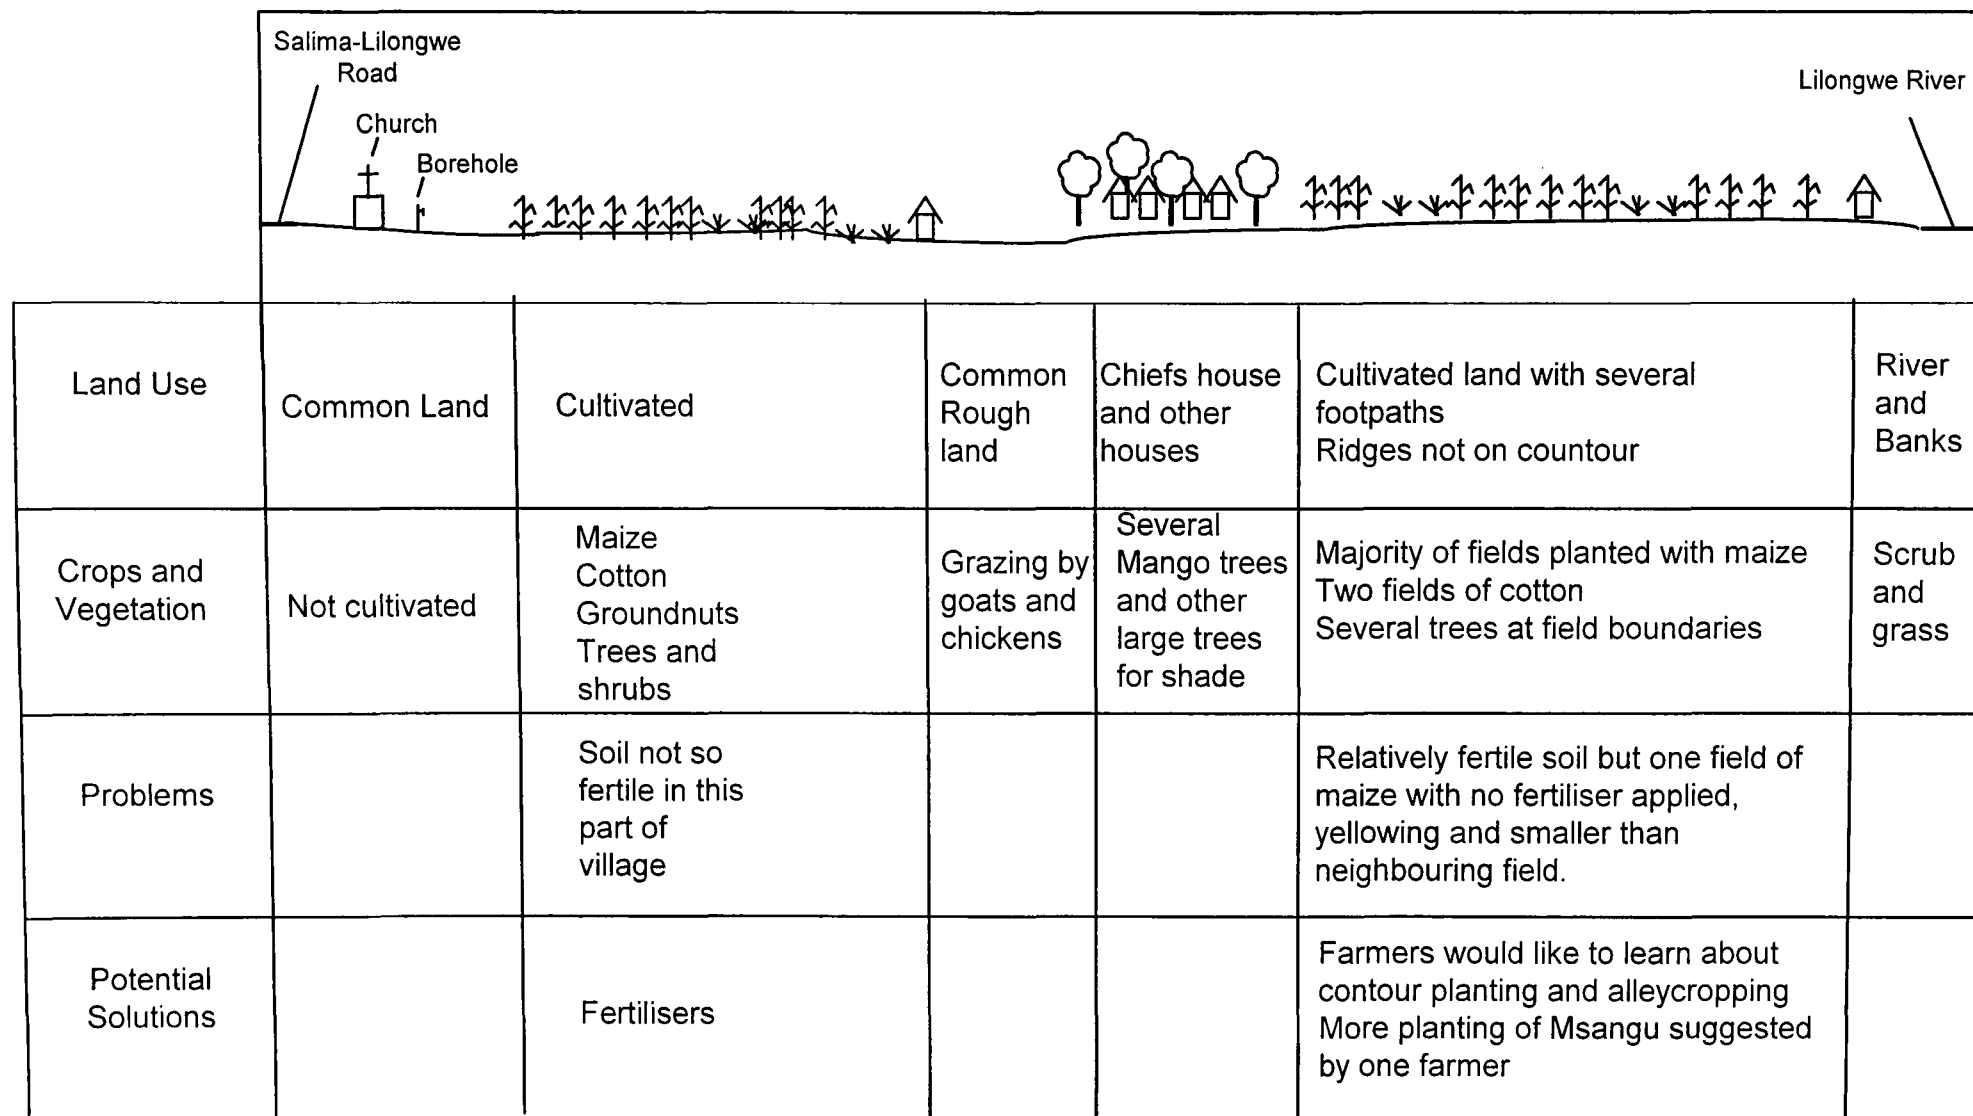 Salima-Lilongwe
Road
Church
Borehole
Lilongwe River
Land Use
Common Land
Cultivated
Common
Rough
land
Chiefs house
and other
houses
Cultivated land with several
footpaths
Ridges not on countour
River
and
Banks
Crops and
Vegetation
Not cultivated
Maize
Cotton
Groundnuts
Trees and
shrubs
Grazing by
goats and
chickens
Several
Mango trees
and other
large trees
for shade
Majority of fields planted with maize
Two fields of cotton
Several trees at field boundaries
Scrub
and
grass
Problems
Soil not so
fertile in this
part of
village
Relatively fertile soil but one field of
maize with no fertiliser applied,
yellowing and smaller than
neighbouring field.
Potential
Solutions
Fertilisers
Farmers would like to learn about
contour planting and alleycropping
More planting of Msangu suggested
by one farmer